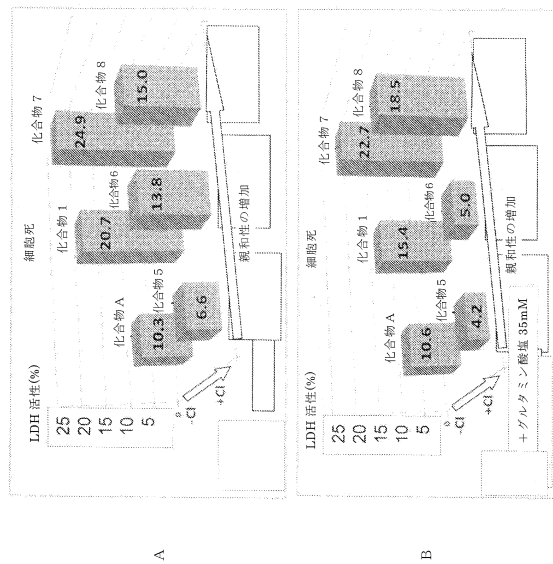 A
細胞死
LDH 活性(%)
25
20
15
10
5
0
-Cl
+Cl
化合物 A
10.3
化合物 5
6.6
化合物 1
20.7
化合物6
13.8
化合物 7
24.9
化合物 8
15.0
親和性の増加
B
細胞死
LDH 活性(%)
25
20
15
10
5
0
-Cl
+Cl
化合物 A
10.6
化合物 5
4.2
化合物 1
15.4
化合物6
5.0
化合物 7
22.7
化合物 8
18.5
親和性の増加
＋グルタミン酸塩 35mM